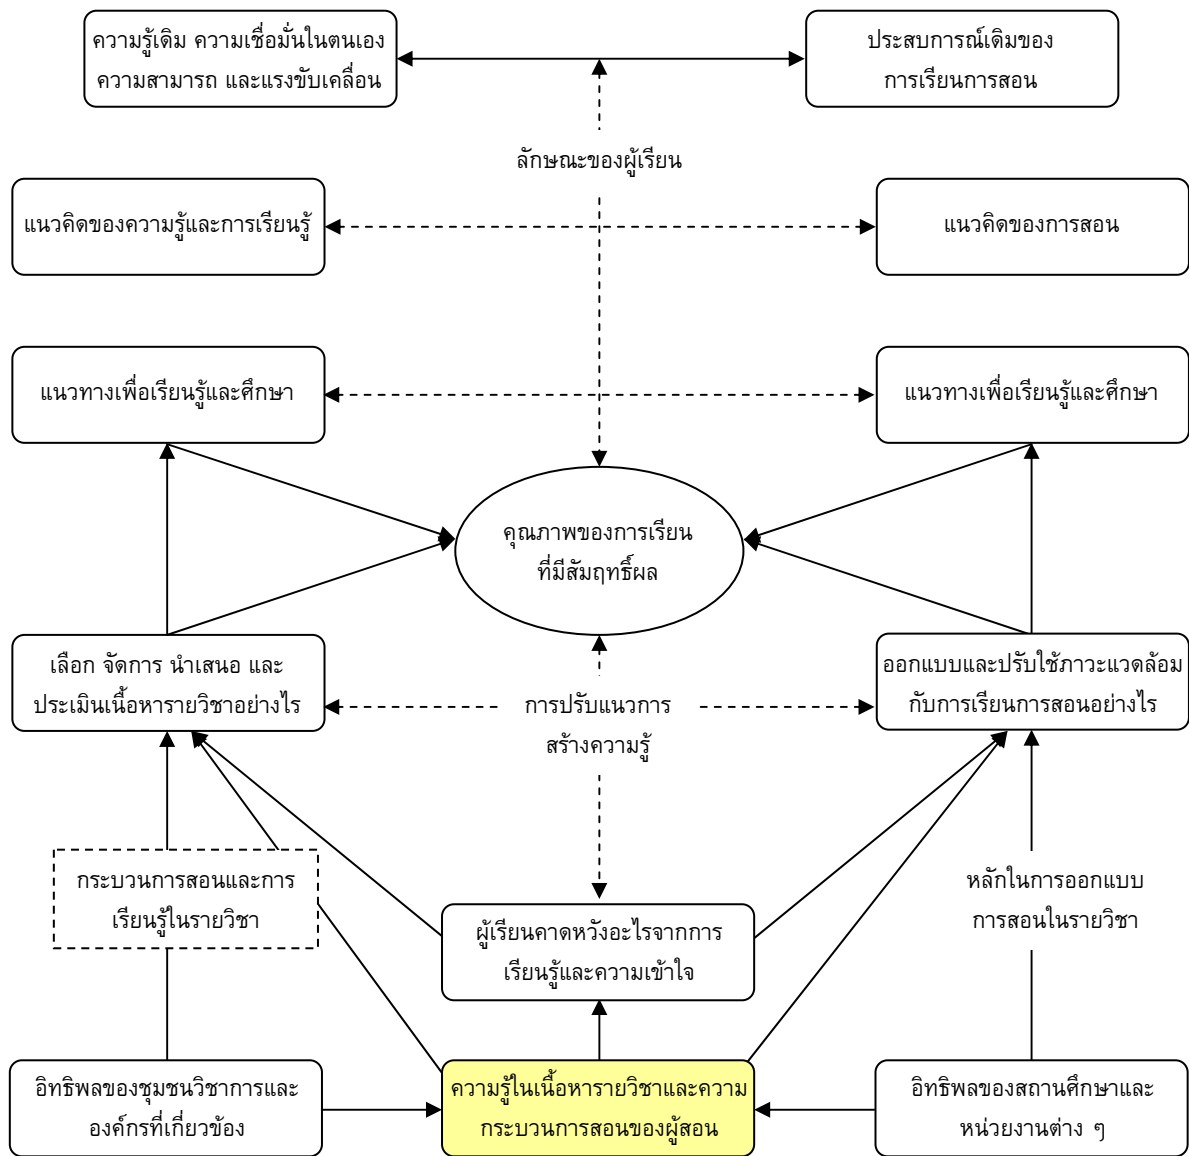 ความรู้เดิม ความเชื่อมั่นในตนเอง
ความสามารถ และแรงขับเคลื่อน
ประสบการณ์เดิมของ
การเรียนการสอน
ลักษณะของผู้เรียน
แนวคิดของความรู้และการเรียนรู้
แนวคิดของการสอน
แนวทางเพื่อเรียนรู้และศึกษา
แนวทางเพื่อเรียนรู้และศึกษา
คุณภาพของการเรียน
ที่มีสัมฤทธิ์ผล
เลือก จัดการ นำเสนอ และ
ประเมินเนื้อหารายวิชาอย่างไร
การปรับแนวการ
สร้างความรู้
ออกแบบและปรับใช้ภาวะแวดล้อม
กับการเรียนการสอนอย่างไร
กระบวนการสอนและการ
เรียนรู้ในรายวิชา
หลักในการออกแบบ
การสอนในรายวิชา
ผู้เรียนคาดหวังอะไรจากการ
เรียนรู้และความเข้าใจ
อิทธิพลของชุมชนวิชาการและ
องค์กรที่เกี่ยวข้อง
ความรู้ในเนื้อหารายวิชาและความ
กระบวนการสอนของผู้สอน
อิทธิพลของสถานศึกษาและ
หน่วยงานต่าง ๆ